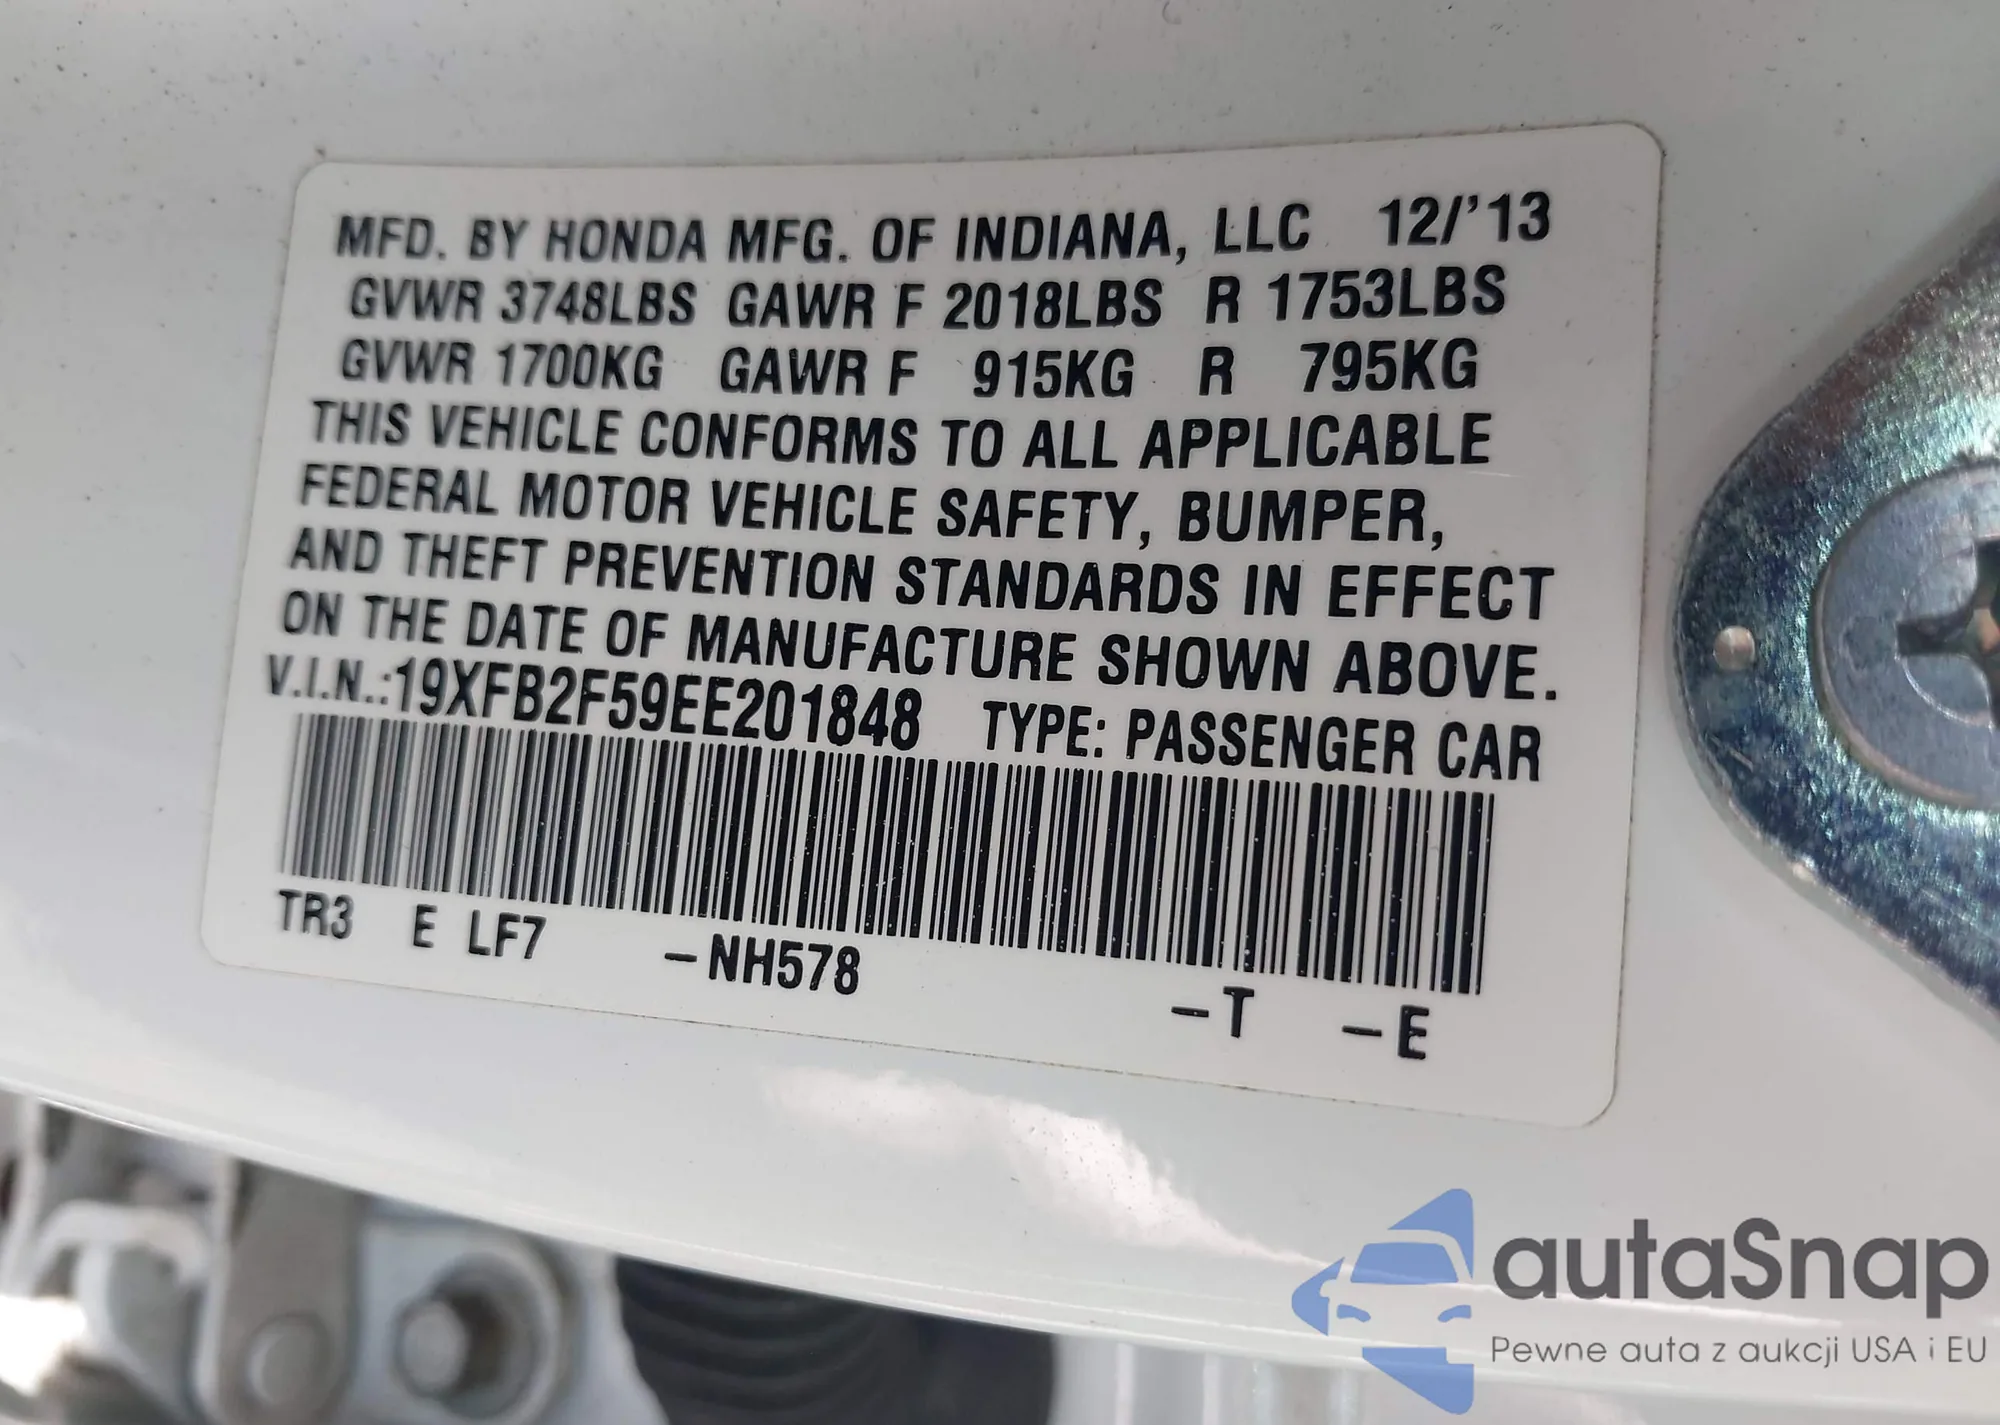 MFD. BY HONDA MFG. OF INDIANA, LLC 12/'13
GVWR 3748LBS GAWR F 2018LBS R 1753LBS
GVWR 1700KG GAWR F 915KG R 795KG
THIS VEHICLE CONFORMS TO ALL APPLICABLE
FEDERAL MOTOR VEHICLE SAFETY, BUMPER,
AND THEFT PREVENTION STANDARDS IN EFFECT
ON THE DATE OF MANUFACTURE SHOWN ABOVE.
V.I.N.:19XFB2F59EE201848 TYPE: PASSENGER CAR
TR3 E LF7 -NH578 -T -E
autaSnap
Pewne auta z aukcji USA i EU